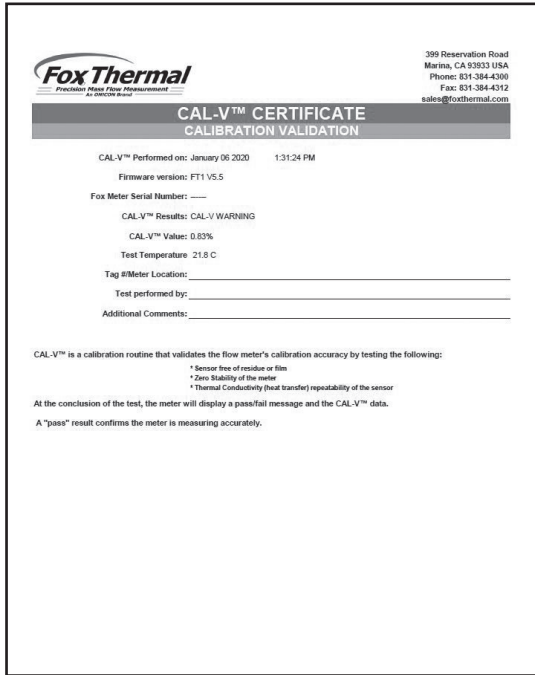 Fox Thermal
Precision Mass Flow Measurement
An ONICON Brand
399 Reservation Road
Marina, CA 93933 USA
Phone: 831-384-4300
Fax: 831-384-4312
sales@foxthermal.com
CAL-V™ CERTIFICATE
CALIBRATION VALIDATION
CAL-V™ Performed on: January 06 2020 1:31:24 PM
Firmware version: FT1 V5.5
Fox Meter Serial Number: -----
CAL-V™ Results: CAL-V WARNING
CAL-V™ Value: 0.83%
Test Temperature 21.8 C
Tag #/Meter Location:
Test performed by:
Additional Comments:
CAL-V™ is a calibration routine that validates the flow meter's calibration accuracy by testing the following:
* Sensor free of residue or film
* Zero Stability of the meter
* Thermal Conductivity (heat transfer) repeatability of the sensor
At the conclusion of the test, the meter will display a pass/fail message and the CAL-V™ data.
A "pass" result confirms the meter is measuring accurately.